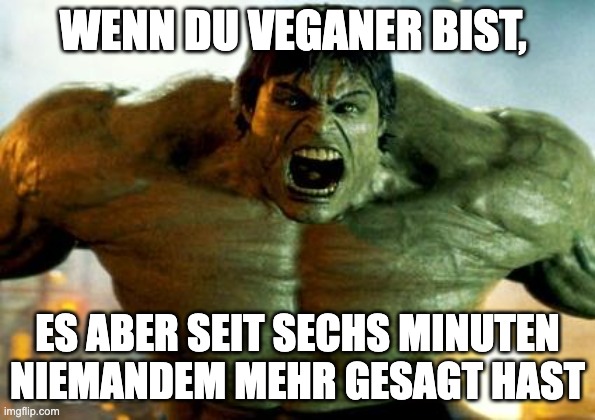 WENN DU VEGANER BIST,
ES ABER SEIT SECHS MINUTEN
NIEMANDEM MEHR GESAGT HAST
imgflip.com